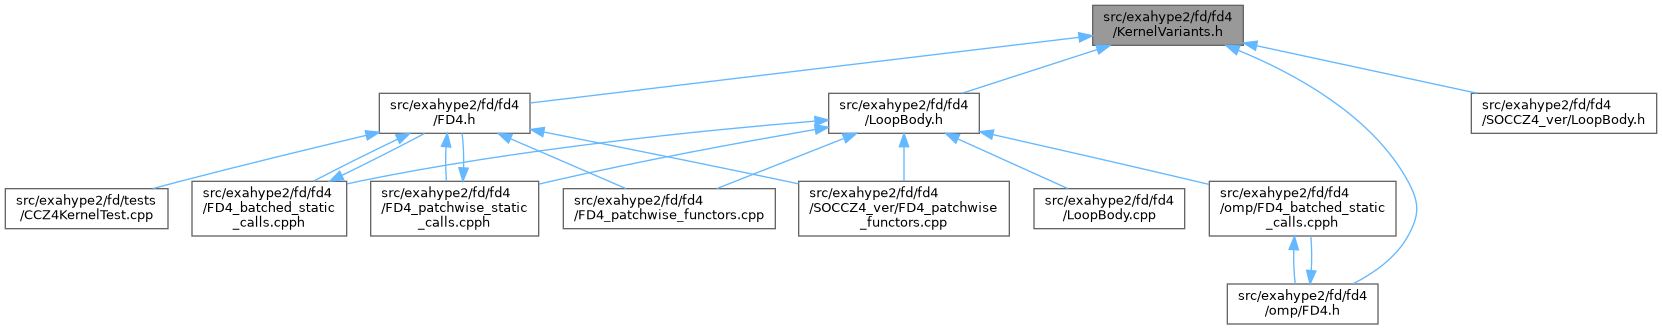 src/exahype2/fd/fd4
/KernelVariants.h
src/exahype2/fd/fd4
/FD4.h
src/exahype2/fd/fd4
/LoopBody.h
src/exahype2/fd/fd4
/SOCCZ4_ver/LoopBody.h
src/exahype2/fd/tests
/CCZ4KernelTest.cpp
src/exahype2/fd/fd4
/FD4_batched_static
_calls.cpph
src/exahype2/fd/fd4
/FD4_patchwise_static
_calls.cpph
src/exahype2/fd/fd4
/FD4_patchwise_functors.cpp
src/exahype2/fd/fd4
/SOCCZ4_ver/FD4_patchwise
_functors.cpp
src/exahype2/fd/fd4
/LoopBody.cpp
src/exahype2/fd/fd4
/omp/FD4_batched_static
_calls.cpph
src/exahype2/fd/fd4
/omp/FD4.h